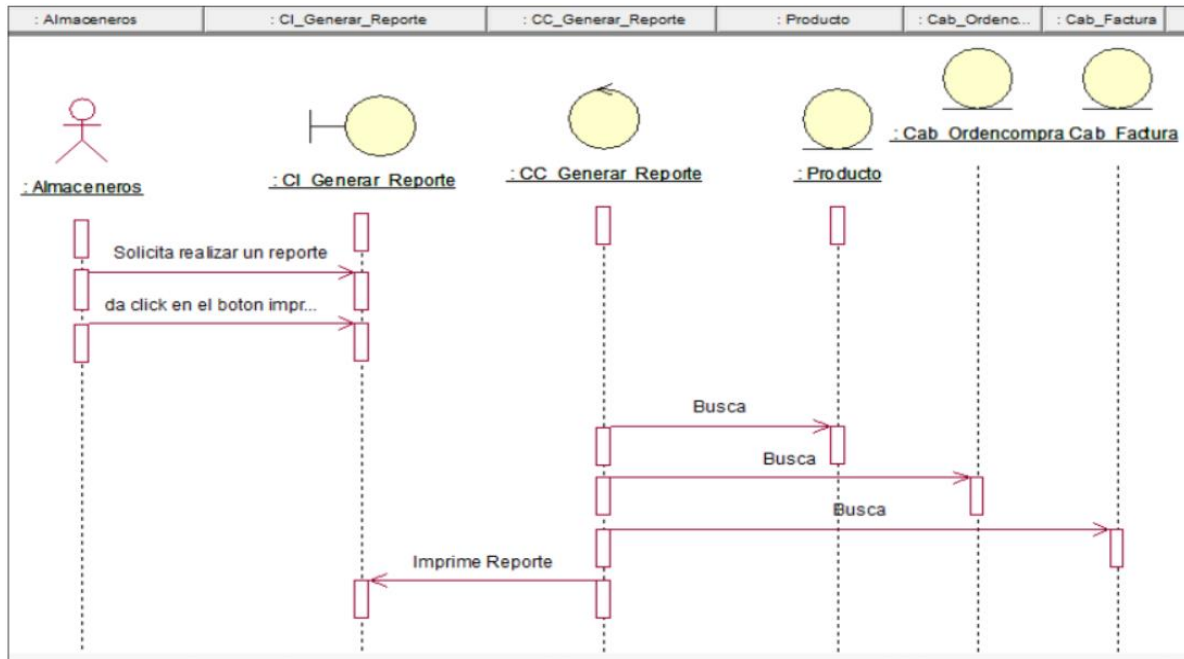 : Almaceneros
: CI_Generar_Reporte
: CC_Generar_Reporte
: Producto
: Cab_Ordenc...
: Cab_Factura
: Almaceneros
: CI_Generar_Reporte
: CC_Generar_Reporte
: Producto
: Cab_Ordencompra
Cab_Factura
Solicita realizar un reporte
da click en el boton impr...
Busca
Busca
Busca
Imprime Reporte